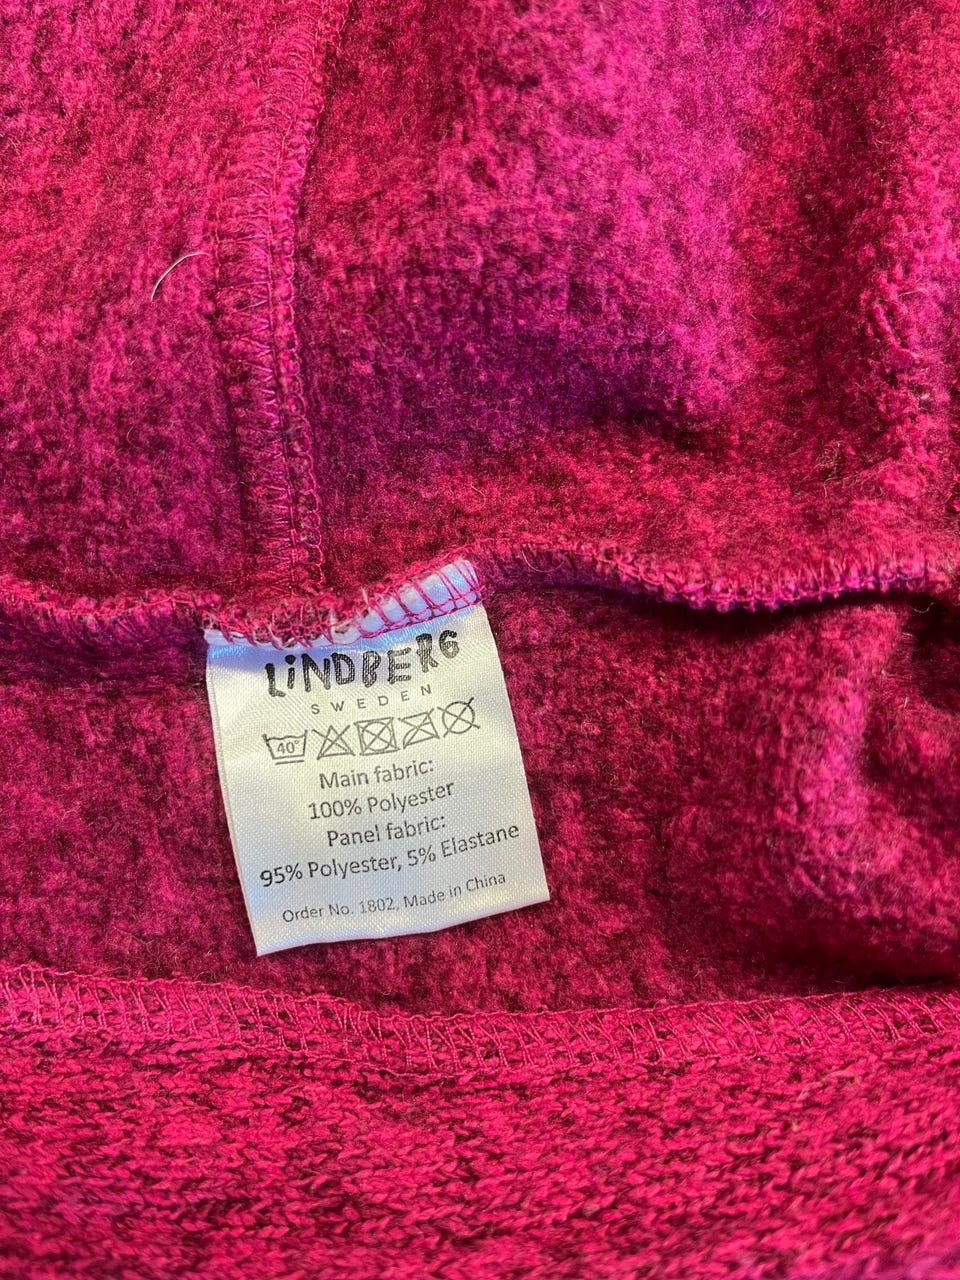 LiNDBERG
SWEDEN
40°
Main fabric:
100% Polyester
Panel fabric:
95% Polyester, 5% Elastane
Order No. 1802, Made in China